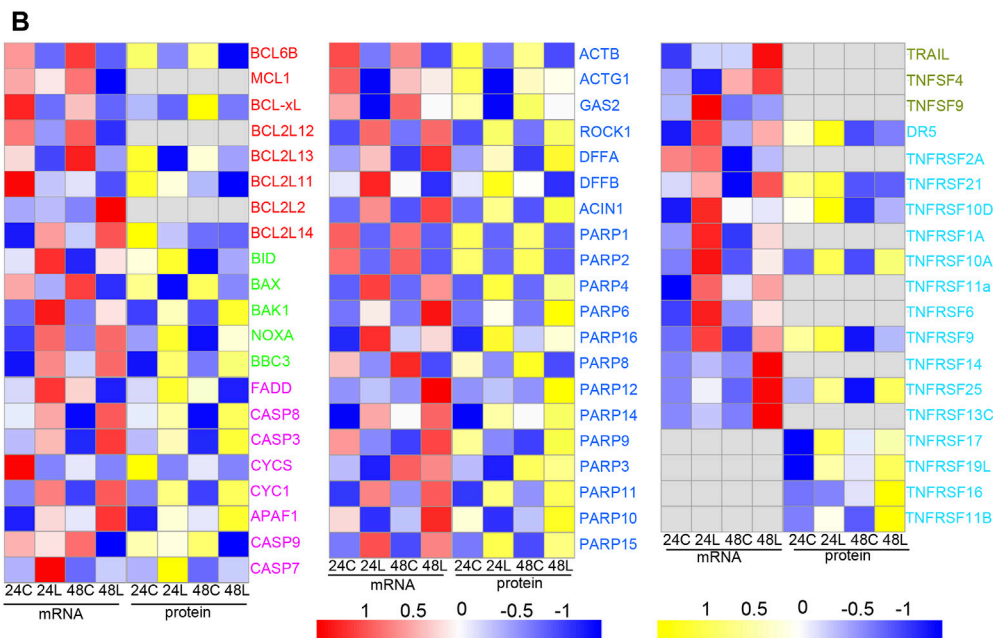 B
BCL6B
MCL1
BCL-xL
BCL2L12
BCL2L13
BCL2L11
BCL2L2
BCL2L14
BID
BAX
BAK1
NOXA
BBC3
FADD
CASP8
CASP3
CYCS
CYC1
APAF1
CASP9
CASP7
24C 24L 48C 48L 24C 24L 48C 48L
mRNA protein
ACTB
ACTG1
GAS2
ROCK1
DFFA
DFFB
ACIN1
PARP1
PARP2
PARP4
PARP6
PARP16
PARP8
PARP12
PARP14
PARP9
PARP3
PARP11
PARP10
PARP15
24C 24L 48C 48L 24C 24L 48C 48L
mRNA protein
TRAIL
TNFSF4
TNFSF9
DR5
TNFRSF2A
TNFRSF21
TNFRSF10D
TNFRSF1A
TNFRSF10A
TNFRSF11a
TNFRSF6
TNFRSF9
TNFRSF14
TNFRSF25
TNFRSF13C
TNFRSF17
TNFRSF19L
TNFRSF16
TNFRSF11B
24C 24L 48C 48L 24C 24L 48C 48L
mRNA protein
1 0.5 0 -0.5 -1
1 0.5 0 -0.5 -1